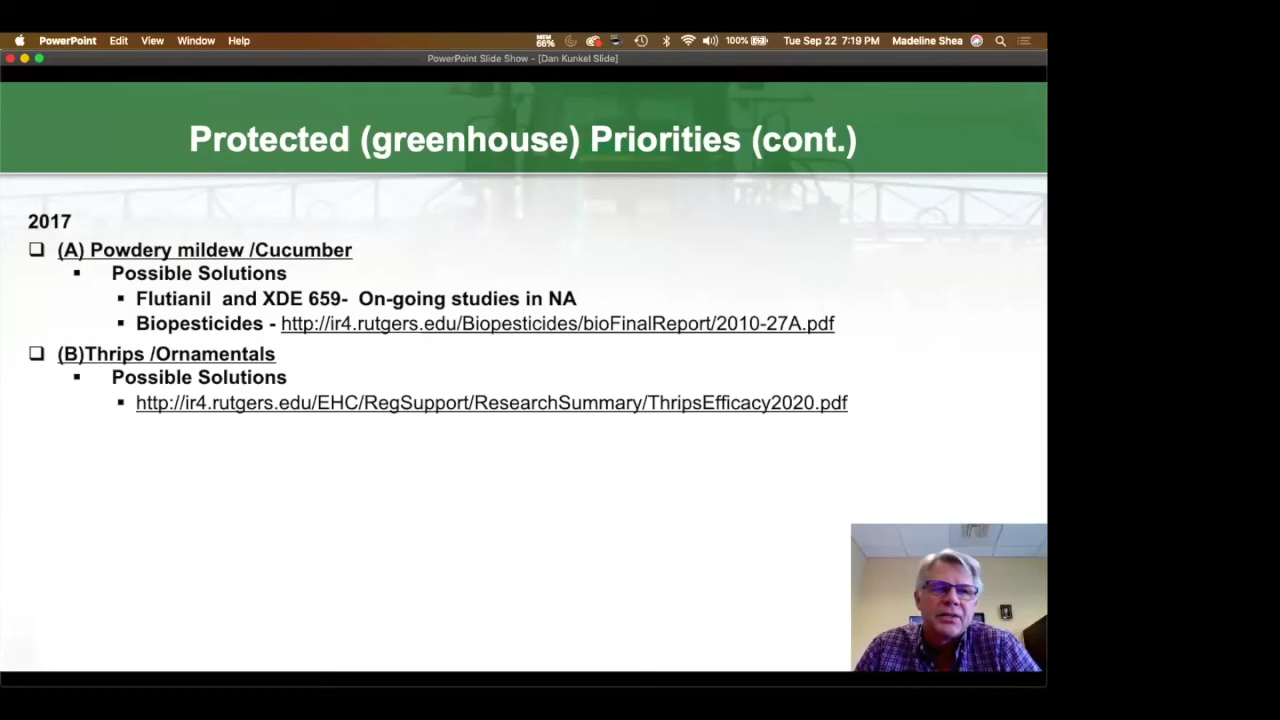 PowerPoint Edit View Window Help MEM 66% 100% Tue Sep 22 7:19 PM Madeline Shea
PowerPoint Slide Show - [Dan Kunkel Slide]
Protected (greenhouse) Priorities (cont.)
2017
(A) Powdery mildew /Cucumber
Possible Solutions
Flutianil and XDE 659- On-going studies in NA
Biopesticides - http://ir4.rutgers.edu/Biopesticides/bioFinalReport/2010-27A.pdf
(B)Thrips /Ornamentals
Possible Solutions
http://ir4.rutgers.edu/EHC/RegSupport/ResearchSummary/ThripsEfficacy2020.pdf